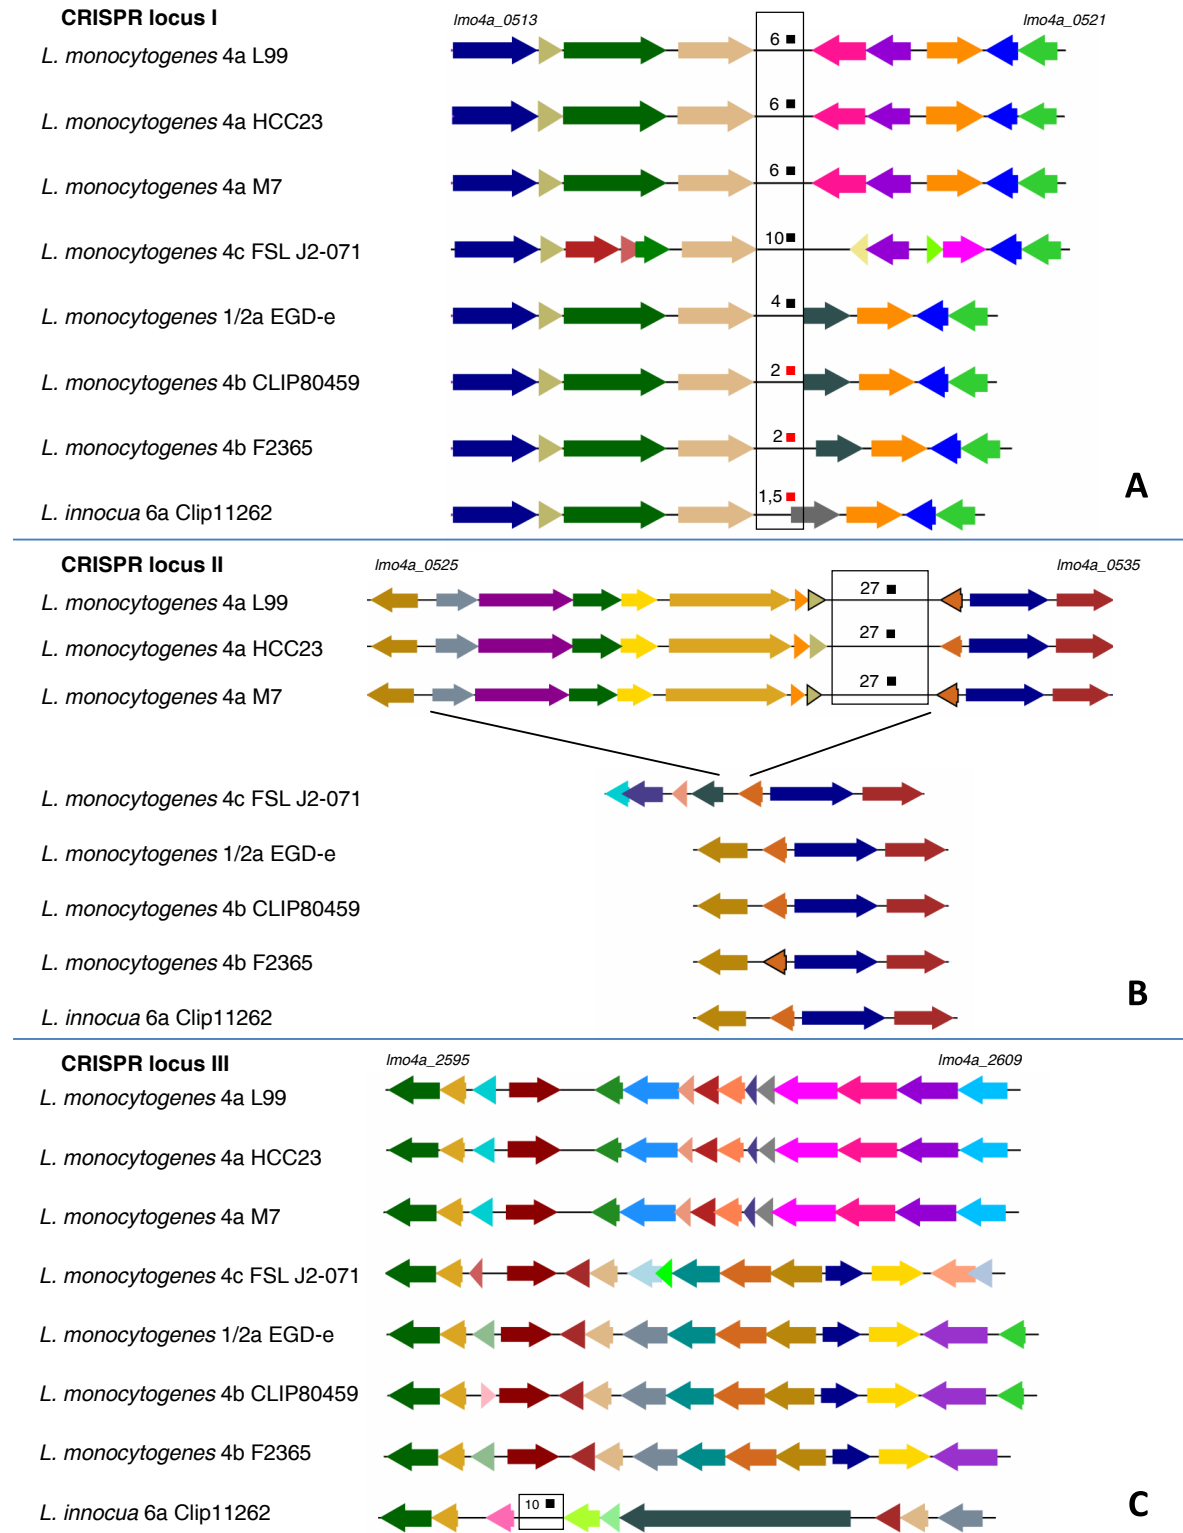 CRISPR locus I
lmo4a_0513 lmo4a_0521
L. monocytogenes 4a L99 6
L. monocytogenes 4a HCC23 6
L. monocytogenes 4a M7 6
L. monocytogenes 4c FSL J2-071 10
L. monocytogenes 1/2a EGD-e 4
L. monocytogenes 4b CLIP80459 2
L. monocytogenes 4b F2365 2
L. innocua 6a Clip11262 1,5
A
CRISPR locus II
lmo4a_0525 lmo4a_0535
L. monocytogenes 4a L99 27
L. monocytogenes 4a HCC23 27
L. monocytogenes 4a M7 27
L. monocytogenes 4c FSL J2-071
L. monocytogenes 1/2a EGD-e
L. monocytogenes 4b CLIP80459
L. monocytogenes 4b F2365
L. innocua 6a Clip11262
B
CRISPR locus III
lmo4a_2595 lmo4a_2609
L. monocytogenes 4a L99
L. monocytogenes 4a HCC23
L. monocytogenes 4a M7
L. monocytogenes 4c FSL J2-071
L. monocytogenes 1/2a EGD-e
L. monocytogenes 4b CLIP80459
L. monocytogenes 4b F2365
L. innocua 6a Clip11262 10
C